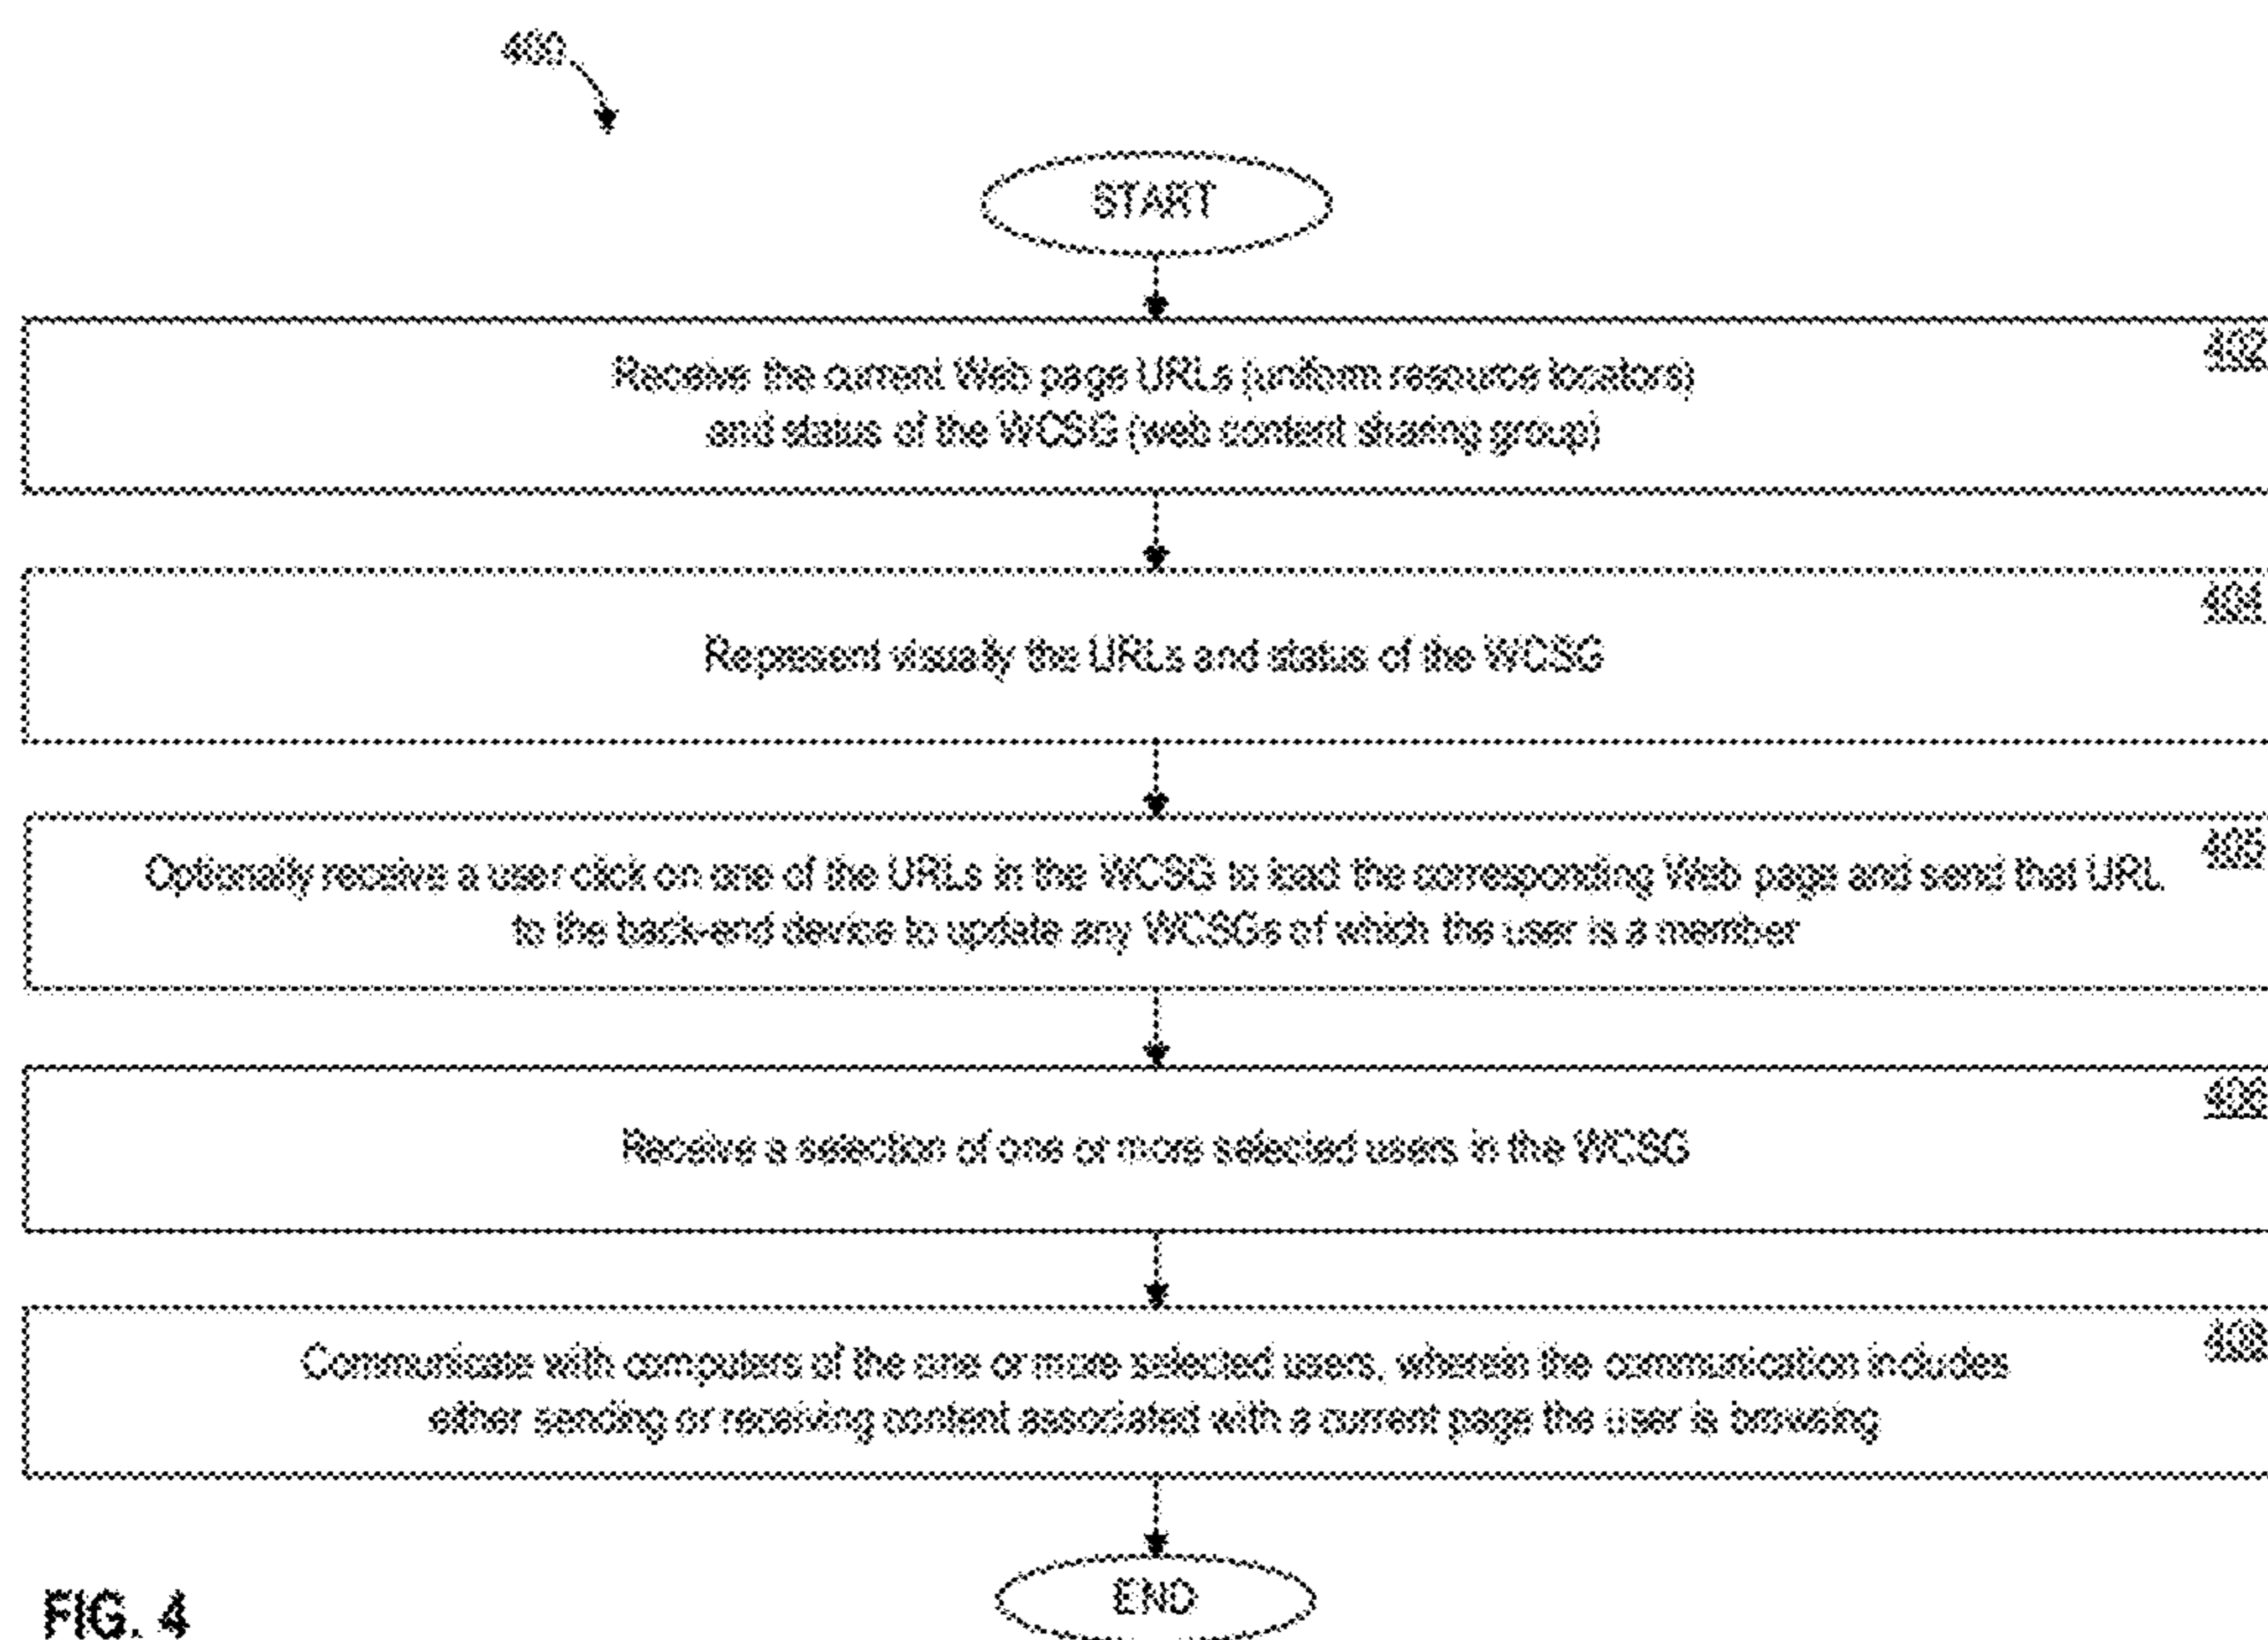 400
START
402
Receive the current Web page URLs (uniform resource locators)
and status of the WCSG (web content sharing group)
404
Represent visually the URLs and status of the WCSG
405
Optionally receive a user click on one of the URLs in the WCSG to load the corresponding Web page and send that URL
to the back-end device to update any WCSGs of which the user is a member
406
Receive a selection of one or more selected users in the WCSG
408
Communicate with computers of the one or more selected users, wherein the communication includes
either sending or receiving content associated with a current page the user is browsing
END
FIG. 4